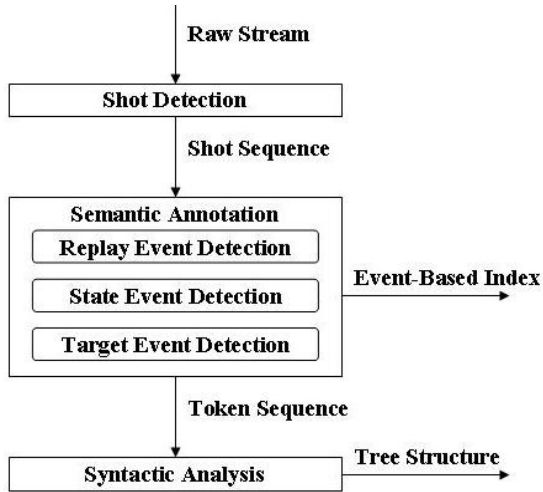 Raw Stream
Shot Detection
Shot Sequence
Semantic Annotation
Replay Event Detection
State Event Detection
Event-Based Index
Target Event Detection
Token Sequence
Tree Structure
Syntactic Analysis